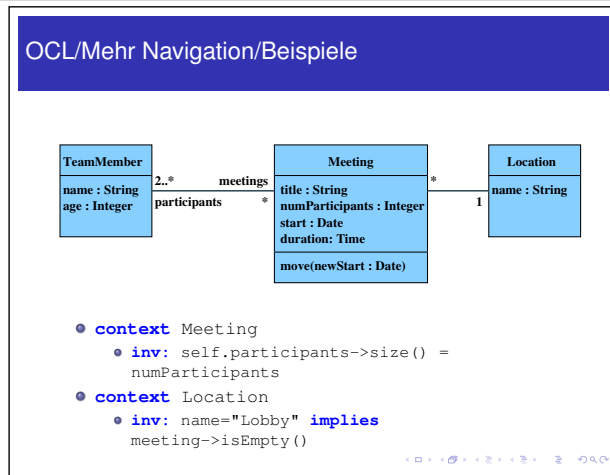 OCL/Mehr Navigation/Beispiele
TeamMember
name : String
age : Integer
2..*
participants
meetings
*
Meeting
title : String
numParticipants : Integer
start : Date
duration: Time
move(newStart : Date)
*
1
Location
name : String
context Meeting
inv: self.participants->size() =
numParticipants
context Location
inv: name="Lobby" implies
meeting->isEmpty()